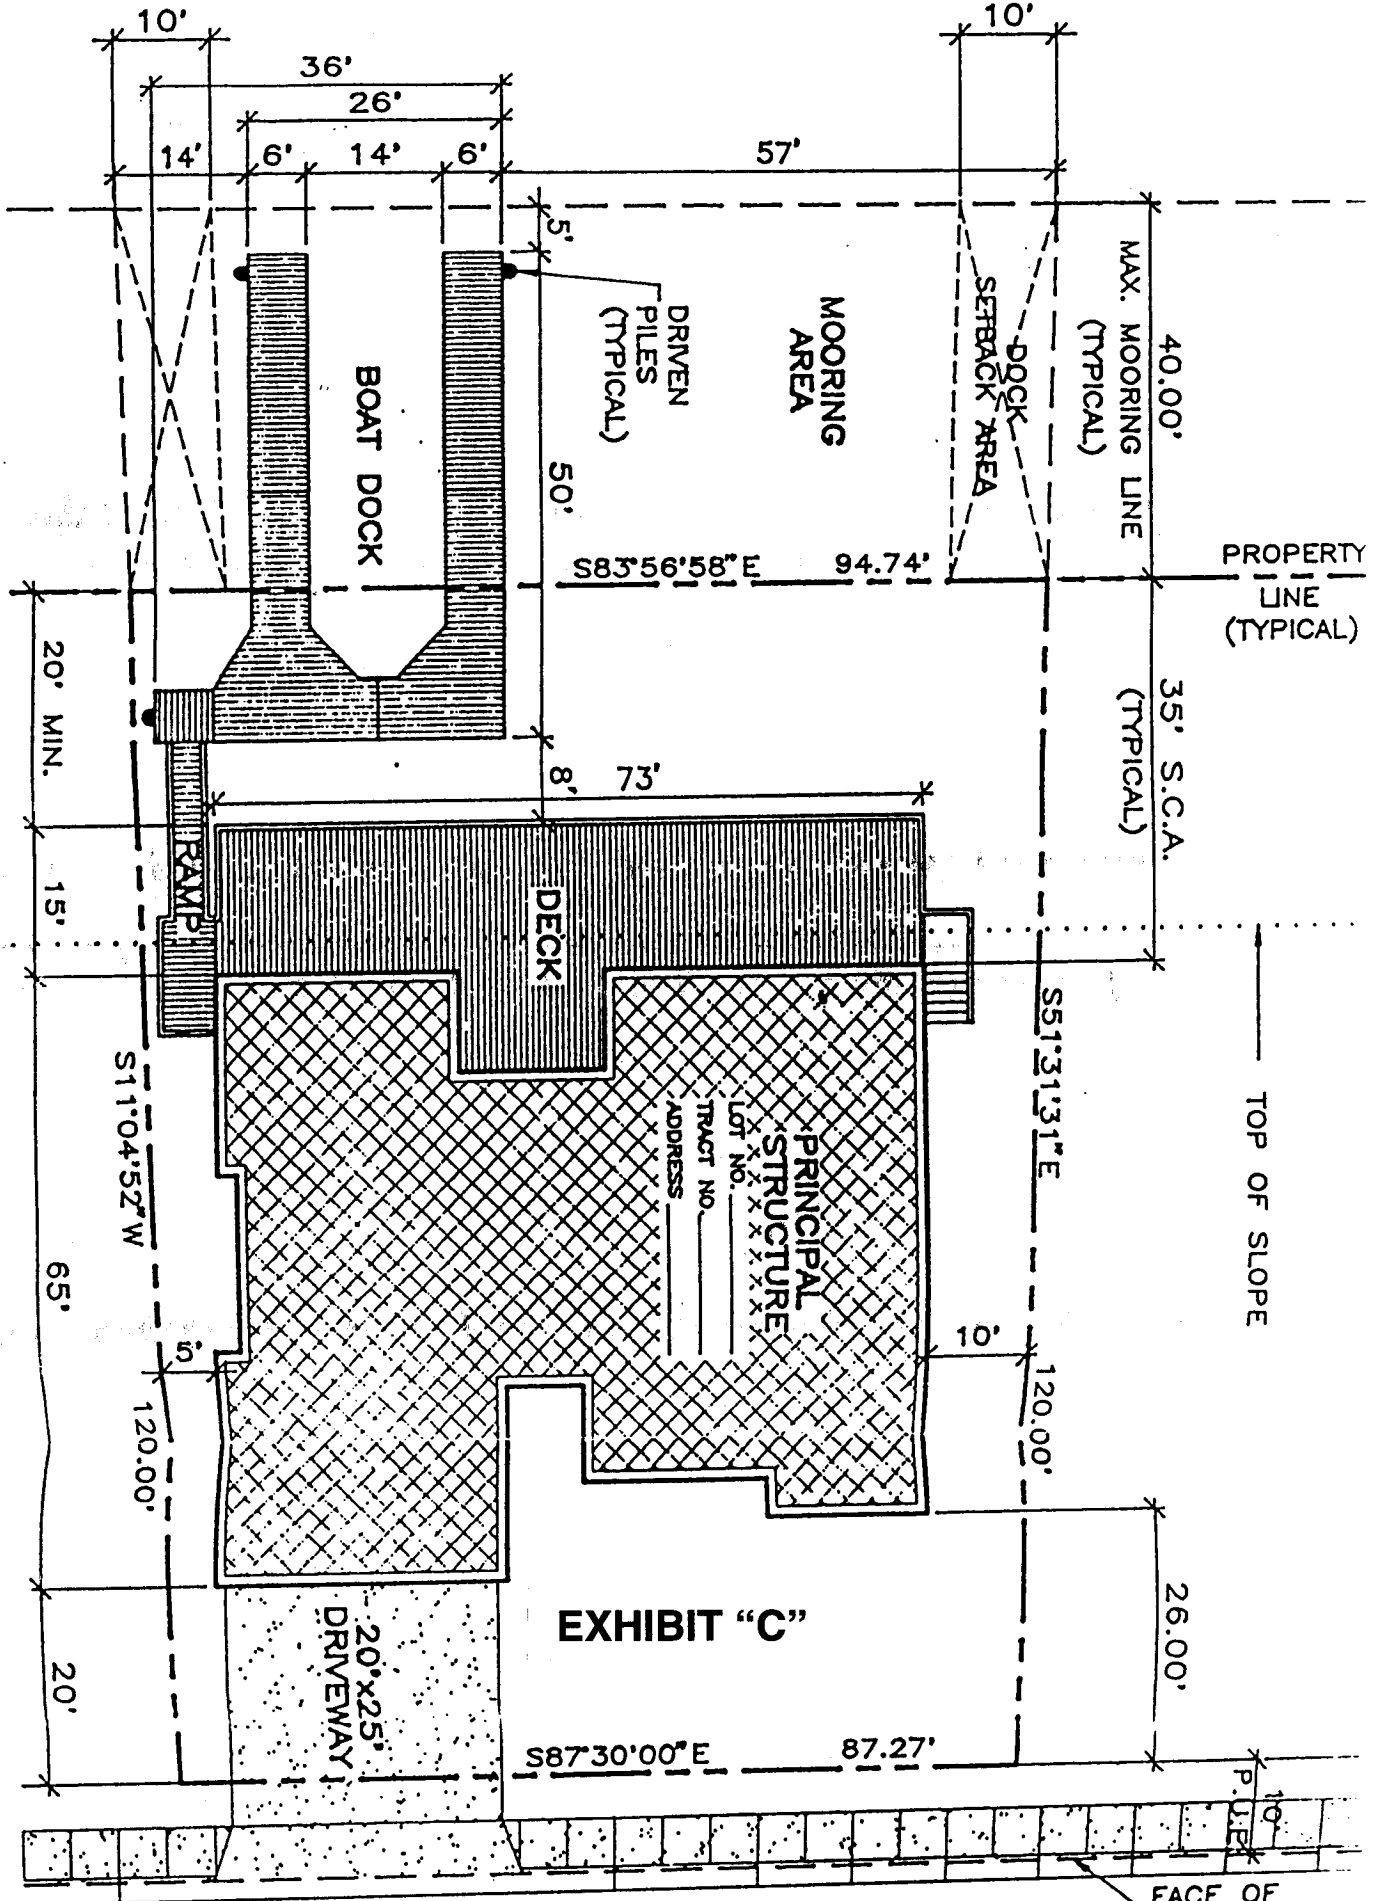 10'
10'
36'
26'
14'
6'
14'
6'
57'
5'
DRIVEN
PILES
(TYPICAL)
MOORING
AREA
DOCK
SETBACK AREA
MAX. MOORING LINE
(TYPICAL)
40.00'
BOAT DOCK
50'
S83°56'58"E
94.74'
PROPERTY
LINE
(TYPICAL)
20' MIN.
35' S.C.A.
(TYPICAL)
8'
73'
RAMP
15'
DECK
S11°04'52"W
S51°31'31"E
TOP OF SLOPE
PRINCIPAL
STRUCTURE
LOT NO.
TRACT NO.
ADDRESS
65'
5'
10'
120.00'
120.00'
EXHIBIT “C”
26.00'
20'x25'
DRIVEWAY
20'
S87°30'00"E
87.27'
10'
P.U.E.
FACE OF